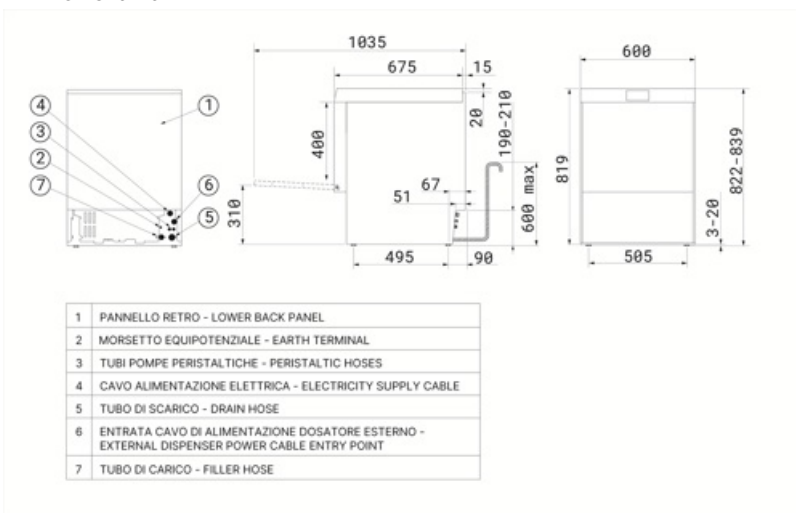 1035
600
675
15
4
1
20
190-210
3
400
2
67
6
819
822-839
7
51
600 max
5
310
3-20
495
90
505
1 PANNELLO RETRO - LOWER BACK PANEL
2 MORSETTO EQUIPOTENZIALE - EARTH TERMINAL
3 TUBI POMPE PERISTALTICHE - PERISTALTIC HOSES
4 CAVO ALIMENTAZIONE ELETTRICA - ELECTRICITY SUPPLY CABLE
5 TUBO DI SCARICO - DRAIN HOSE
6 ENTRATA CAVO DI ALIMENTAZIONE DOSATORE ESTERNO -
EXTERNAL DISPENSER POWER CABLE ENTRY POINT
7 TUBO DI CARICO - FILLER HOSE